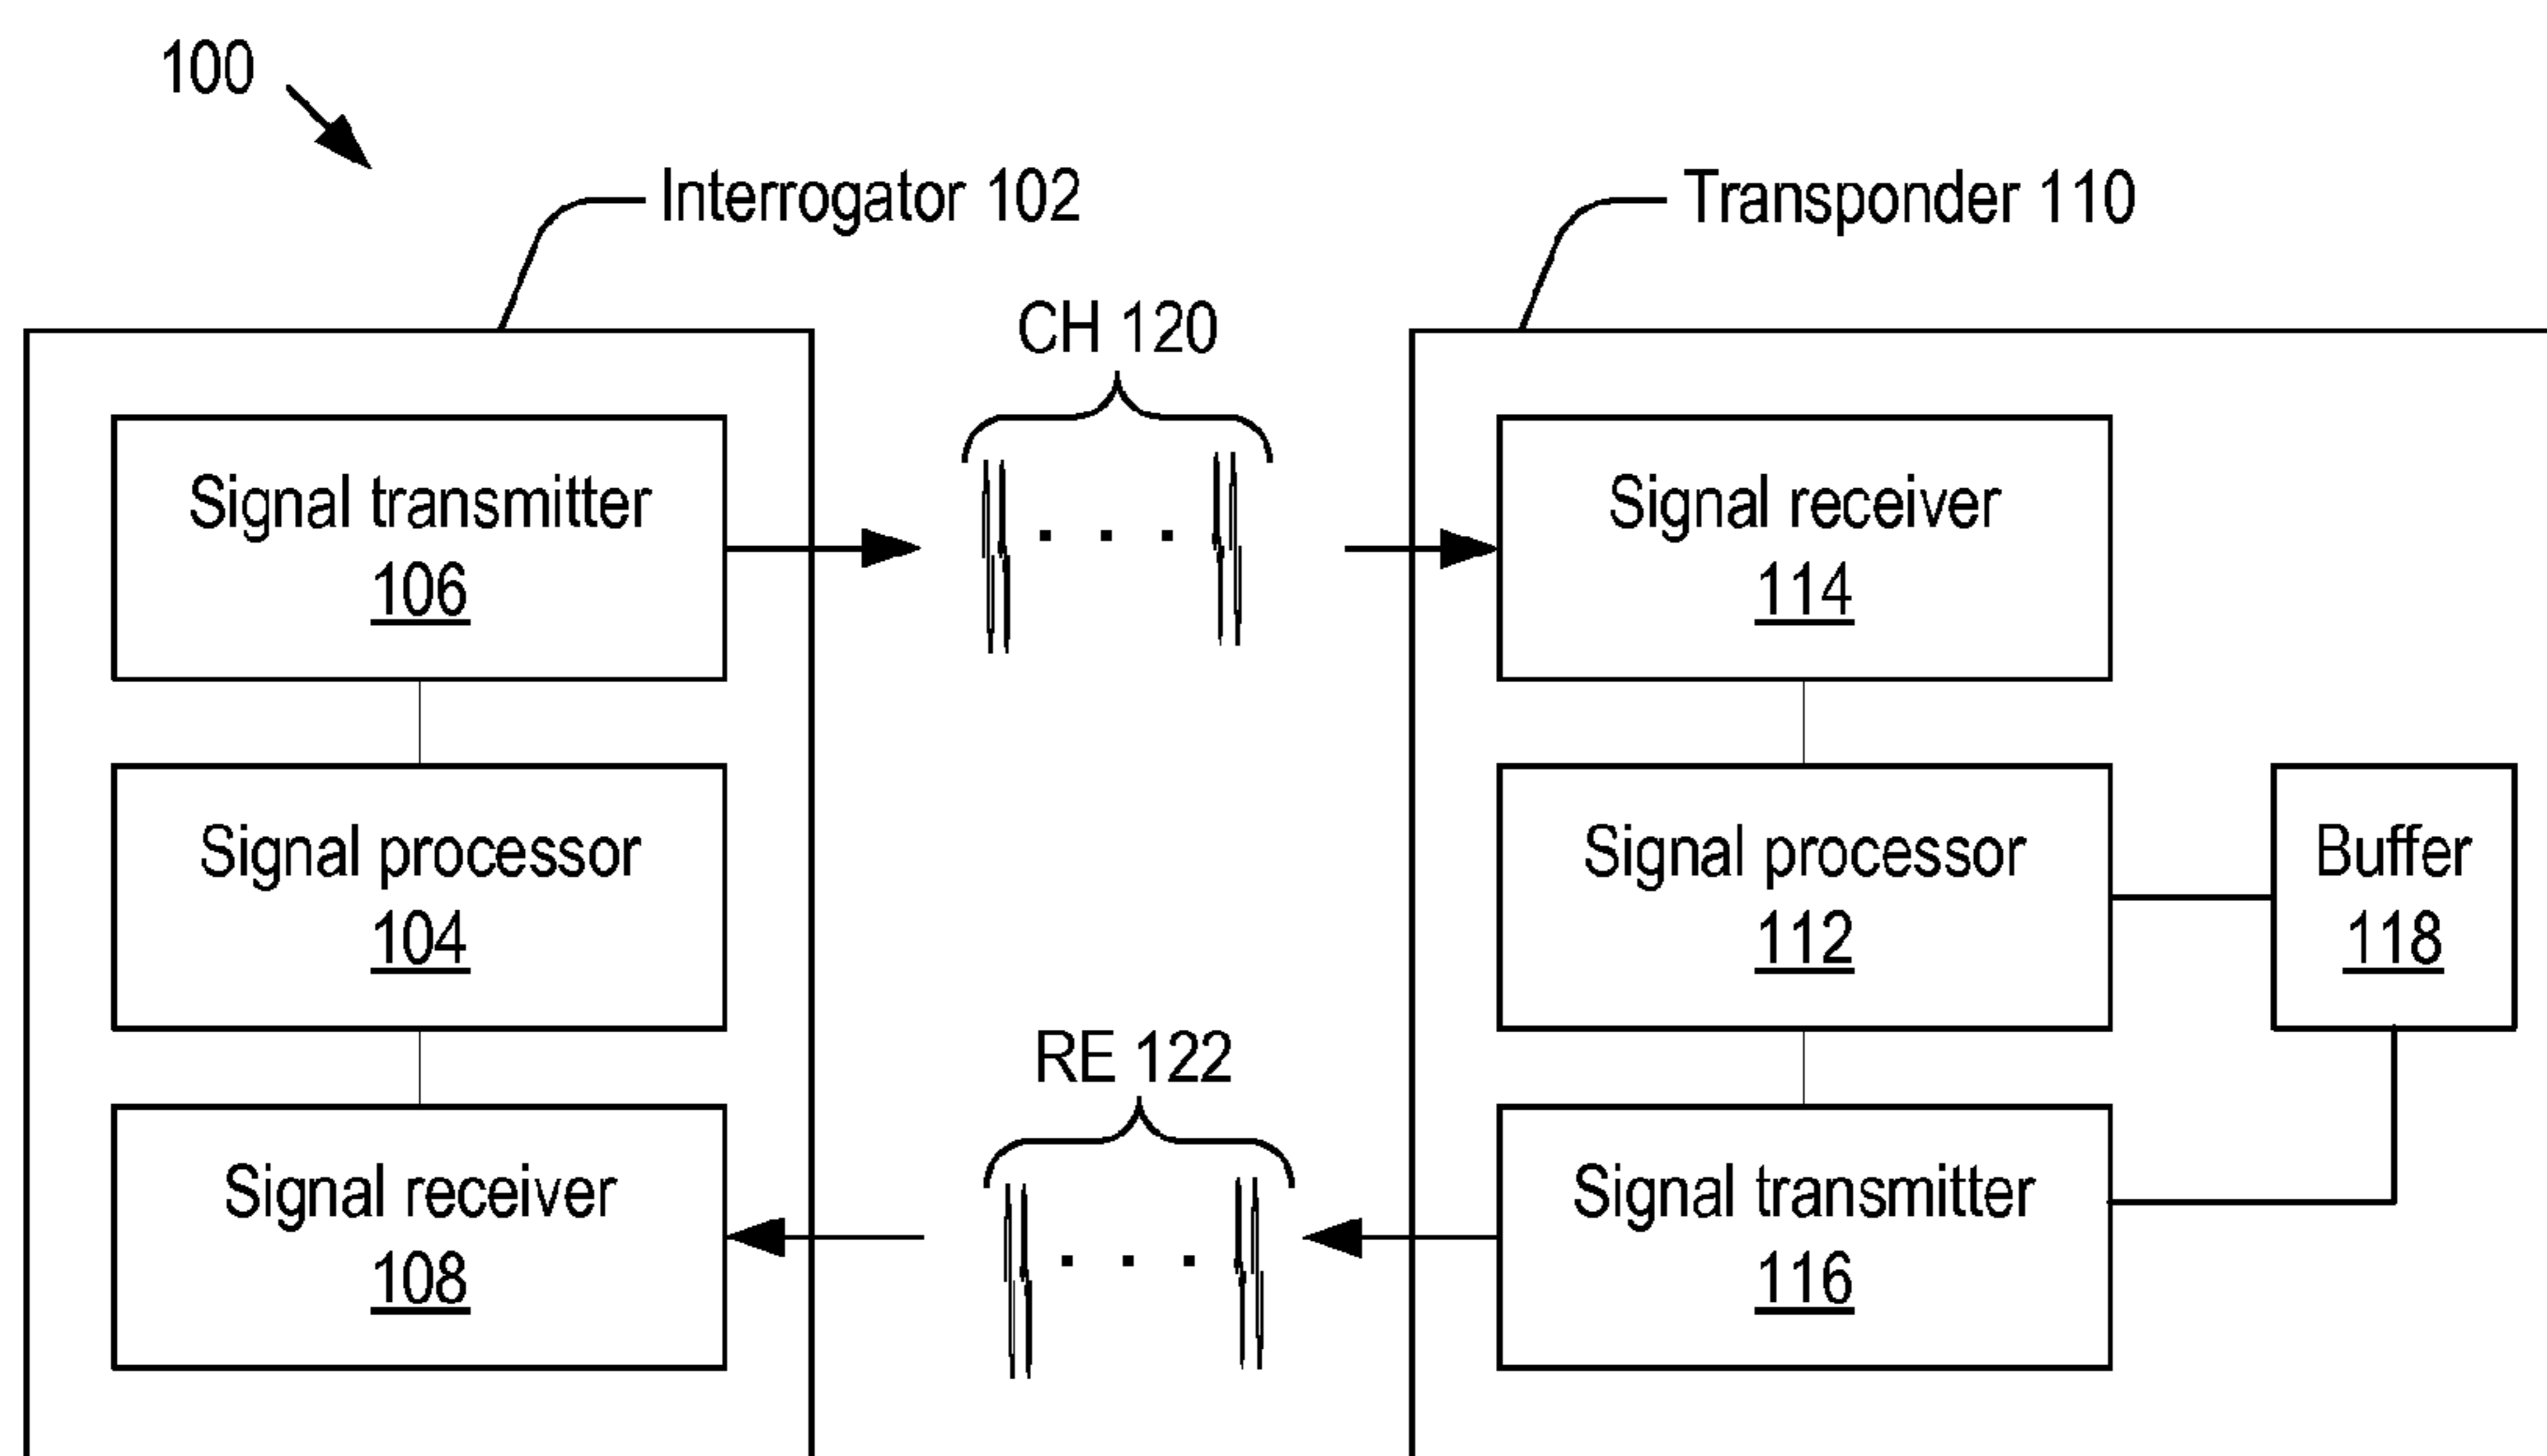 100
Interrogator 102
Transponder 110
CH 120
Signal transmitter
106
Signal receiver
114
Signal processor
104
Signal processor
112
Buffer
118
RE 122
Signal receiver
108
Signal transmitter
116